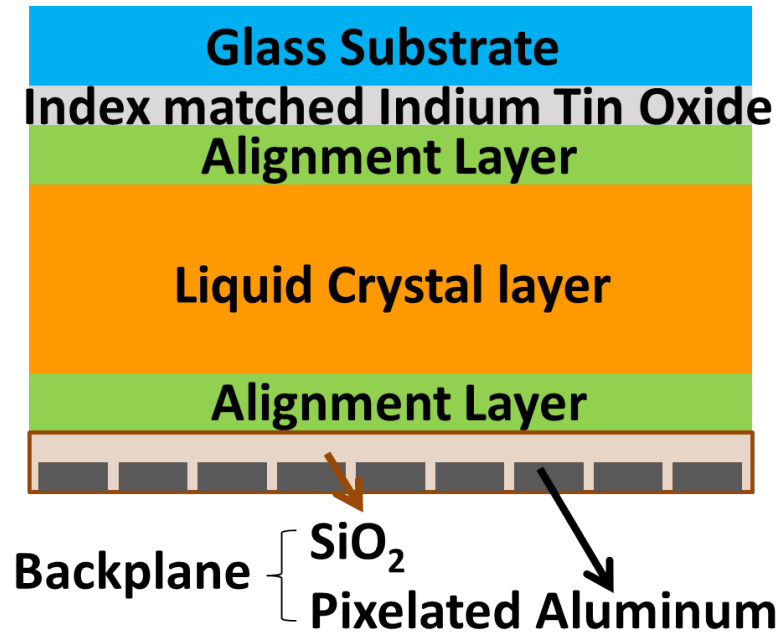 Glass Substrate
Index matched Indium Tin Oxide
Alignment Layer
Liquid Crystal layer
Alignment Layer
Backplane
SiO₂
Pixelated Aluminum